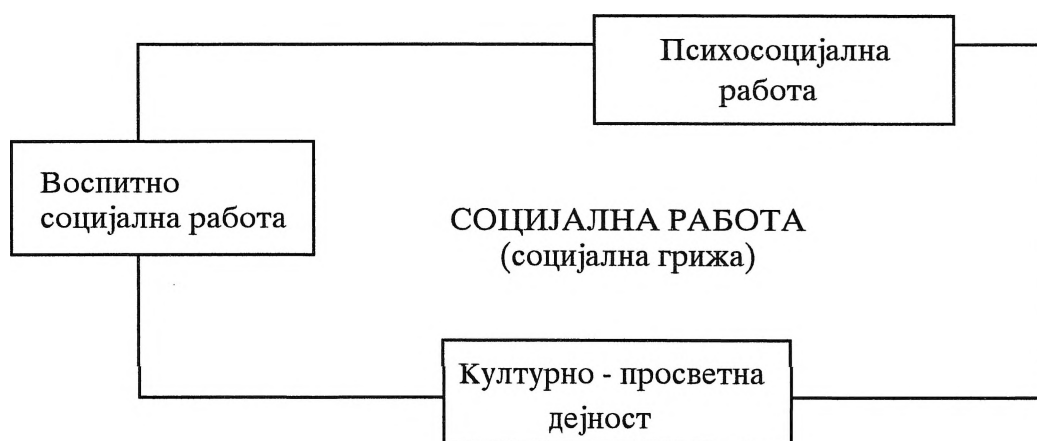 Психосоцијална
работа
Воспитно
социјална работа
СОЦИЈАЛНА РАБОТА
(социјална грижа)
Културно - просветна
дејност